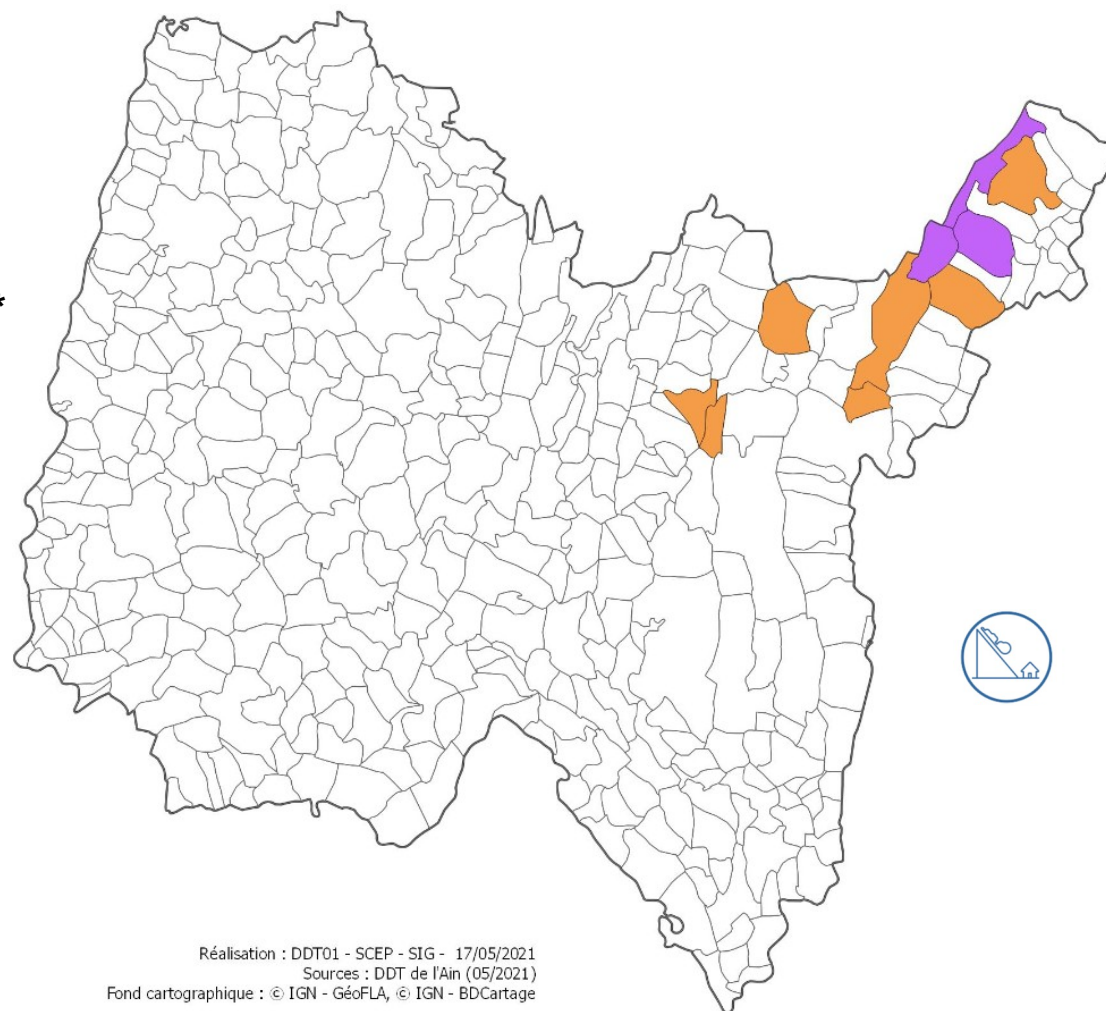 *
Réalisation : DDT01 - SCEP - SIG - 17/05/2021
Sources : DDT de l'Ain (05/2021)
Fond cartographique : © IGN - GéoFLA, © IGN - BDCartage